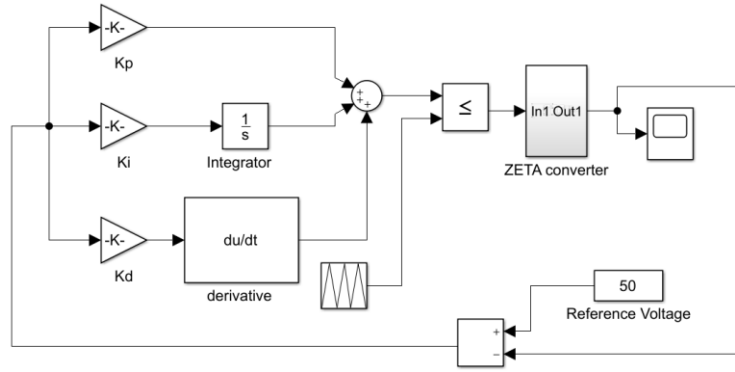 -K-
Kp
-K-
Ki
1
s
Integrator
-K-
Kd
du/dt
derivative
+
+
+
≤
In1 Out1
ZETA converter
50
Reference Voltage
+
−